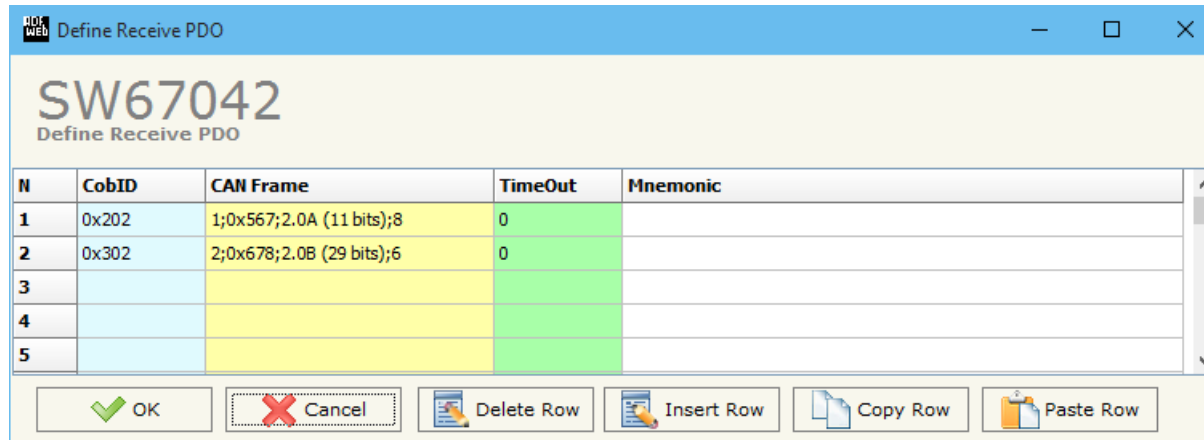 ADF
WEB Define Receive PDO
SW67042
Define Receive PDO
N CobID CAN Frame TimeOut Mnemonic
1 0x202 1;0x567;2.0A (11 bits);8 0
2 0x302 2;0x678;2.0B (29 bits);6 0
3
4
5
OK Cancel Delete Row Insert Row Copy Row Paste Row